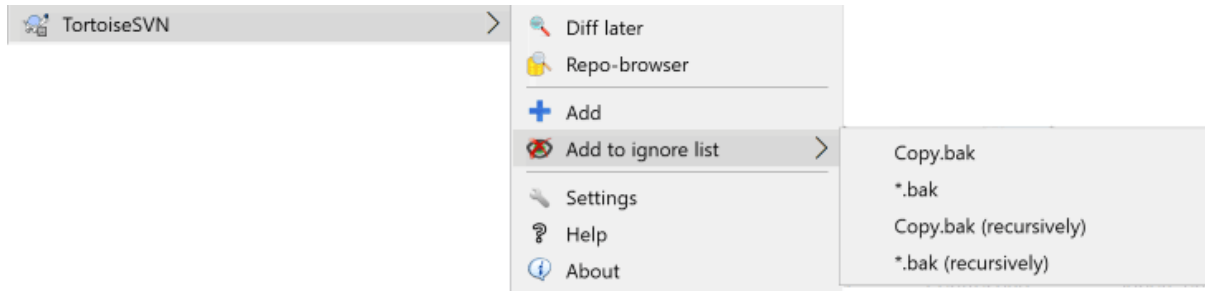 TortoiseSVN
Diff later
Repo-browser
Add
Add to ignore list
Settings
Help
About
Copy.bak
*.bak
Copy.bak (recursively)
*.bak (recursively)